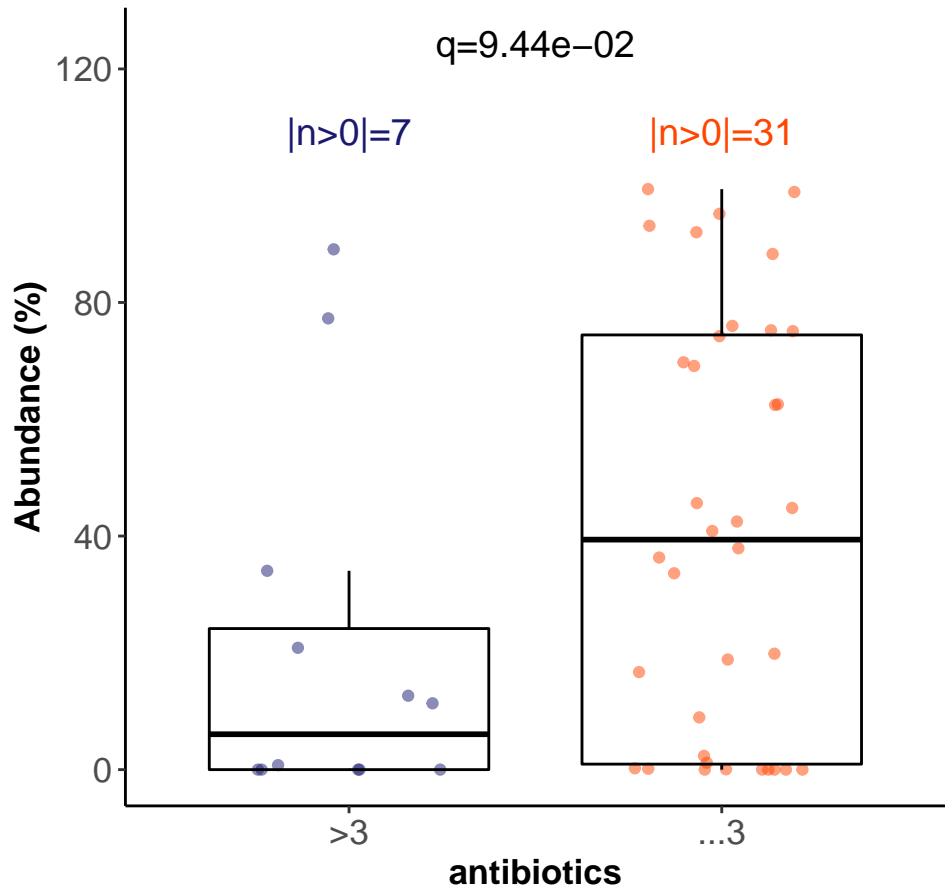 q=9.44e−02
|n>0|=7
|n>0|=31
120
80
40
0
Abundance (%)
>3
...3
antibiotics